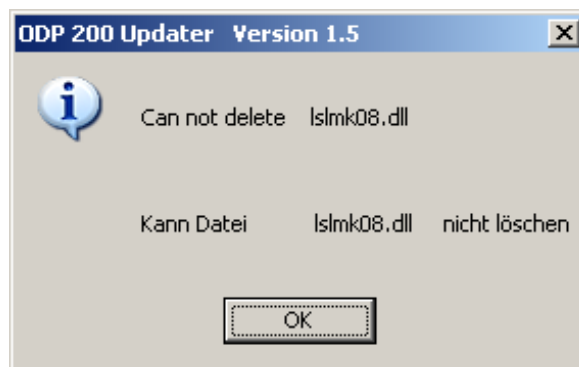 ODP 200 Updater Version 1.5
Can not delete lslmk08.dll
Kann Datei lslmk08.dll nicht löschen
OK